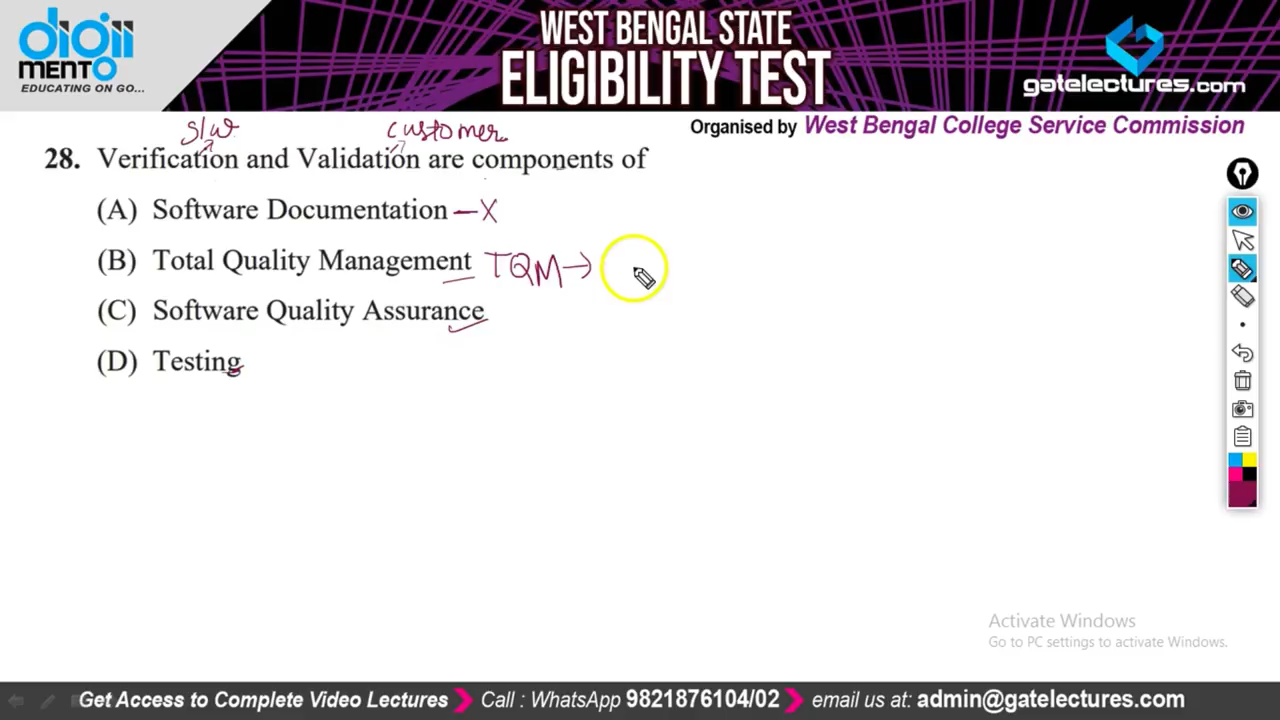 digii
MENTO
EDUCATING ON GO...
WEST BENGAL STATE
ELIGIBILITY TEST
gatelectures.com
Organised by West Bengal College Service Commission
s/w customer
28. Verification and Validation are components of
(A) Software Documentation — X
(B) Total Quality Management TQM →
(C) Software Quality Assurance
(D) Testing
Activate Windows
Go to PC settings to activate Windows.
Get Access to Complete Video Lectures Call : WhatsApp 9821876104/02 email us at: admin@gatelectures.com